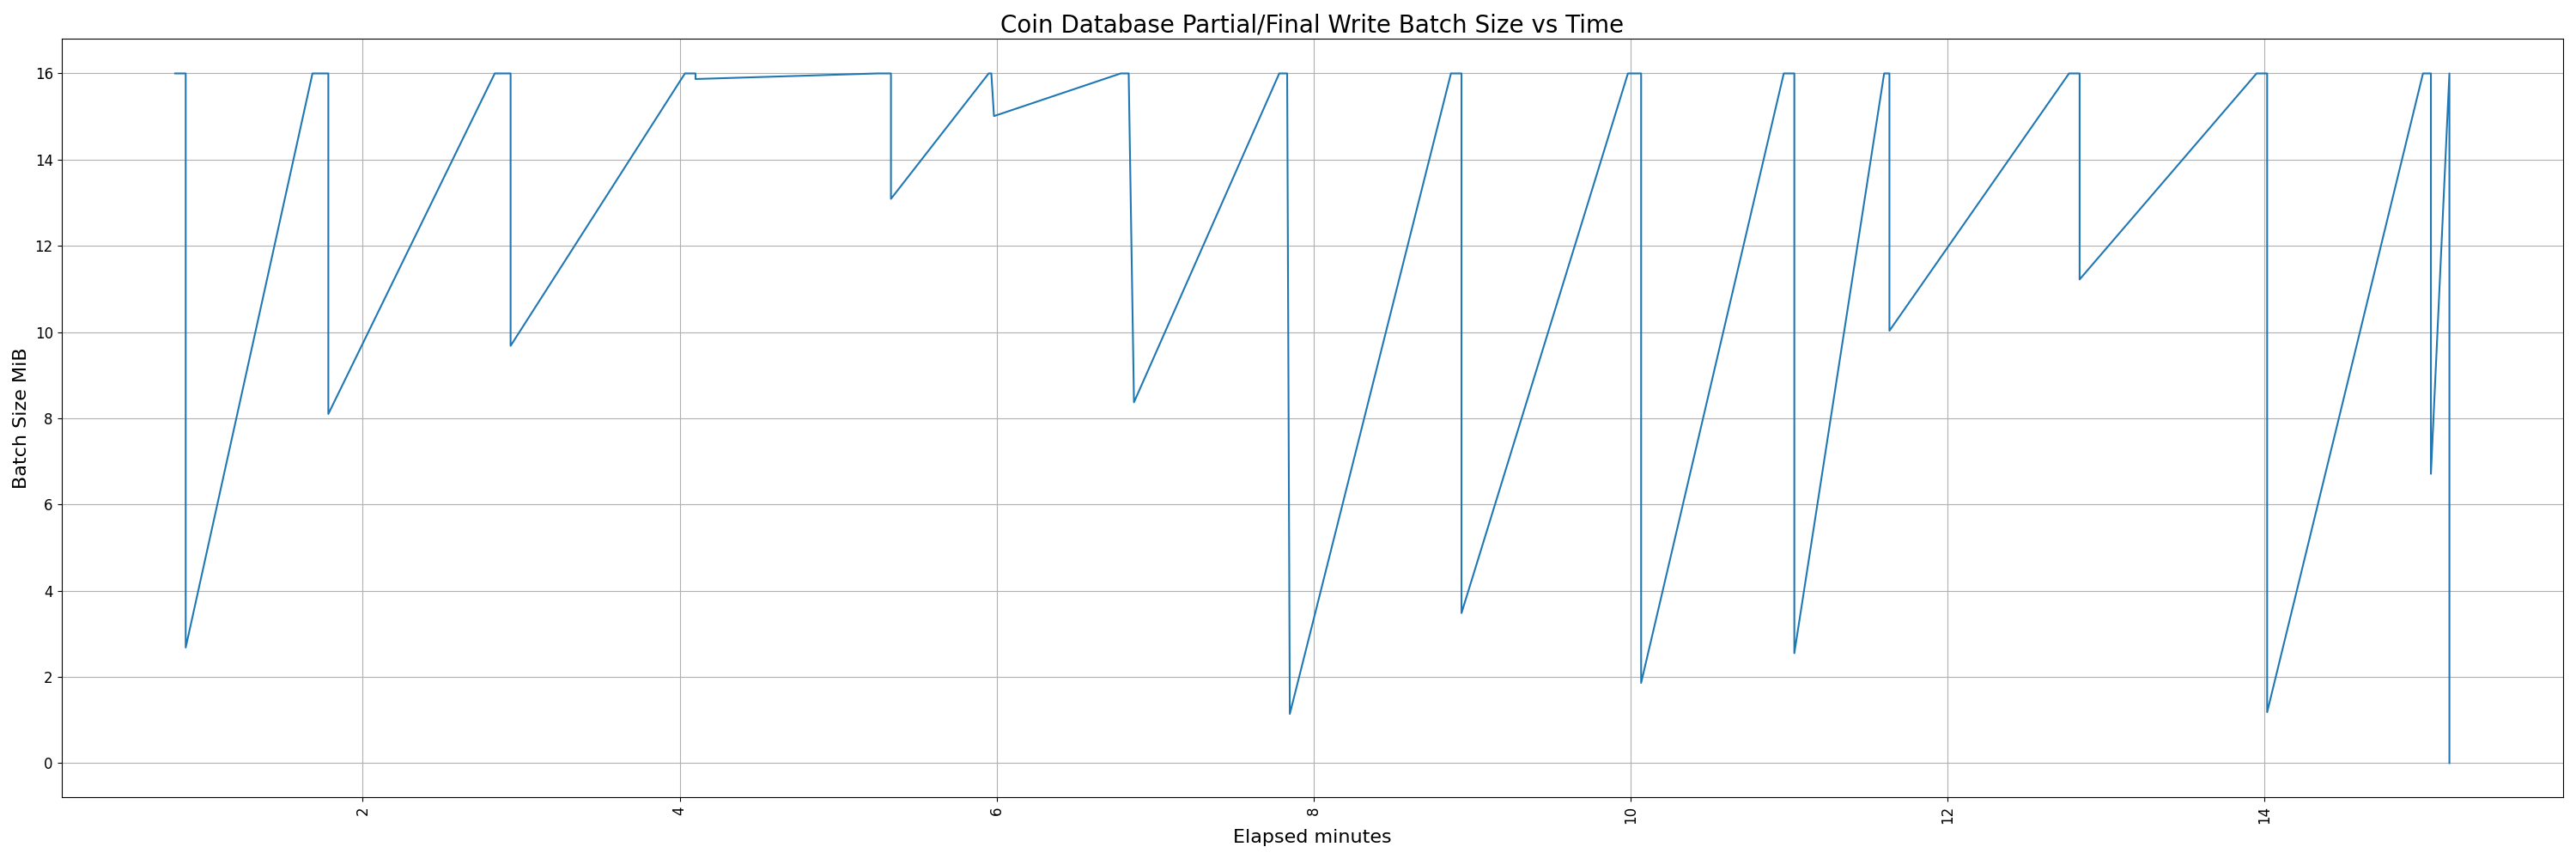 Coin Database Partial/Final Write Batch Size vs Time
Batch Size MiB
16
14
12
10
8
6
4
2
0
2 4 6 8 10 12 14
Elapsed minutes